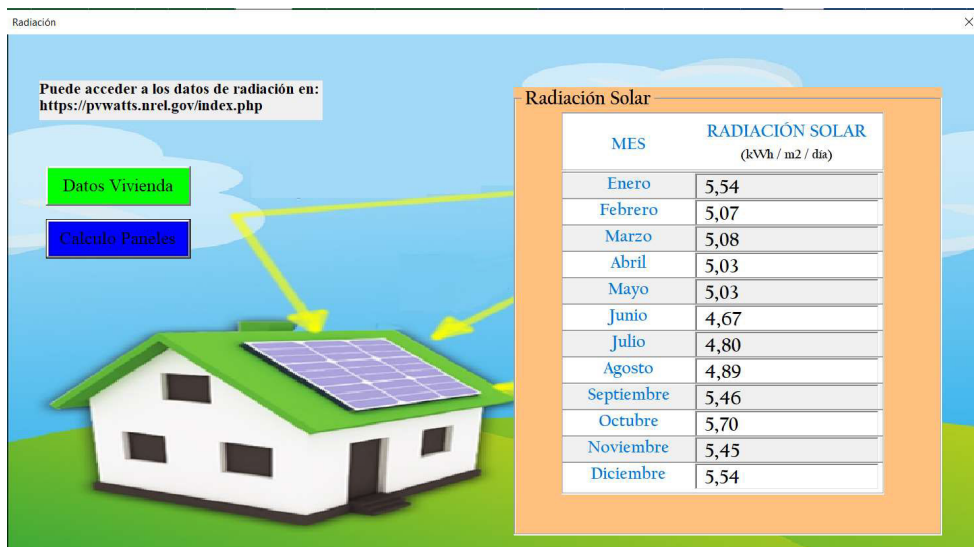 Radiación
Puede acceder a los datos de radiación en:
https://pvwatts.nrel.gov/index.php
Datos Vivienda
Calculo Paneles
Radiación Solar
MES RADIACIÓN SOLAR
(kWh / m2 / día)
Enero 5,54
Febrero 5,07
Marzo 5,08
Abril 5,03
Mayo 5,03
Junio 4,67
Julio 4,80
Agosto 4,89
Septiembre 5,46
Octubre 5,70
Noviembre 5,45
Diciembre 5,54